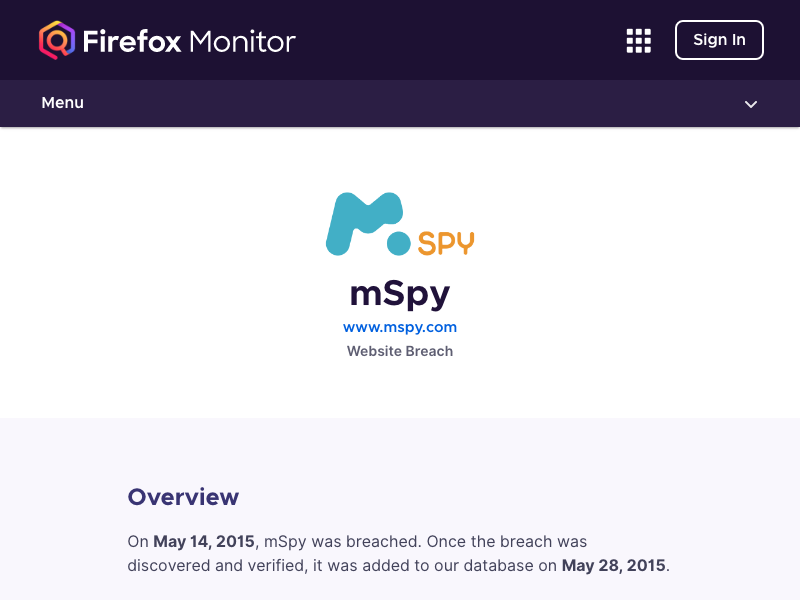 Firefox Monitor
Sign In
Menu
SPY
mSpy
www.mspy.com
Website Breach
Overview
On May 14, 2015, mSpy was breached. Once the breach was
discovered and verified, it was added to our database on May 28, 2015.